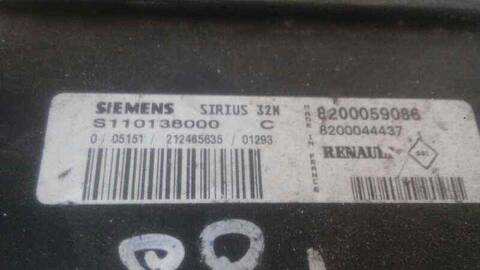 SIEMENS SIRIUS 32N
S110138000 C
0 / 05151 / 212465635 / 01293
MADE IN FRANCE
8200059086
8200044437
RENAULT